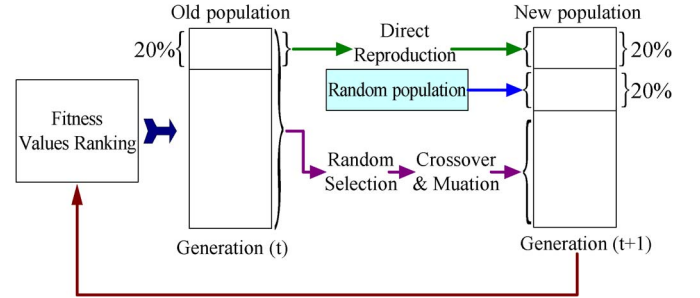 Old population
New population
20%
Direct
Reproduction
20%
Random population
20%
Fitness
Values Ranking
Random
Selection
Crossover
& Muation
Generation (t)
Generation (t+1)